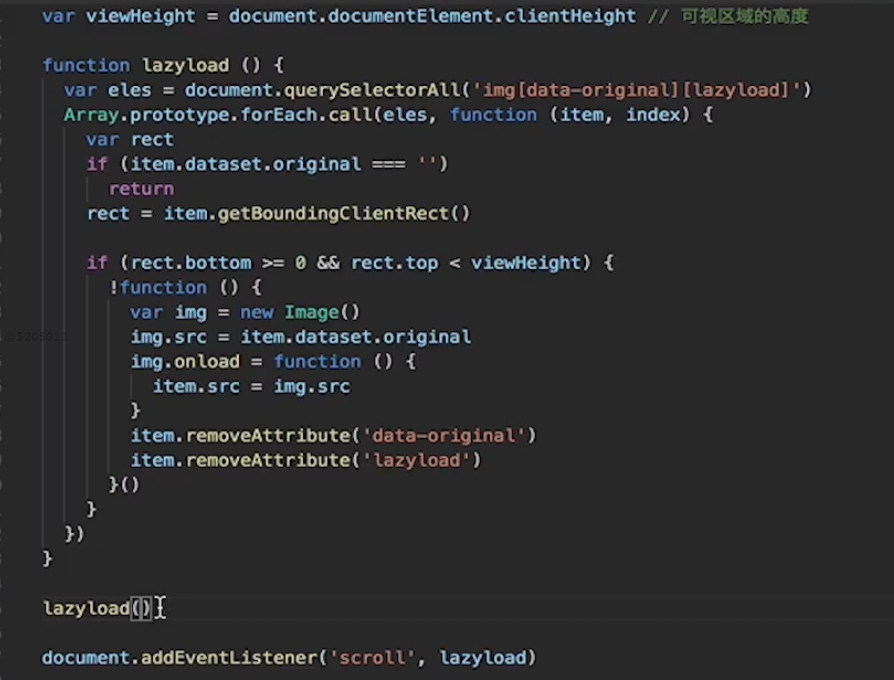 var viewHeight = document.documentElement.clientHeight // 可视区域的高度
function lazyload () {
var eles = document.querySelectorAll('img[data-original][lazyload]')
Array.prototype.forEach.call(eles, function (item, index) {
var rect
if (item.dataset.original === '')
return
rect = item.getBoundingClientRect()
if (rect.bottom >= 0 && rect.top < viewHeight) {
!function () {
var img = new Image()
img.src = item.dataset.original
img.onload = function () {
item.src = img.src
}
item.removeAttribute('data-original')
item.removeAttribute('lazyload')
}()
}
})
}
lazyload()
document.addEventListener('scroll', lazyload)